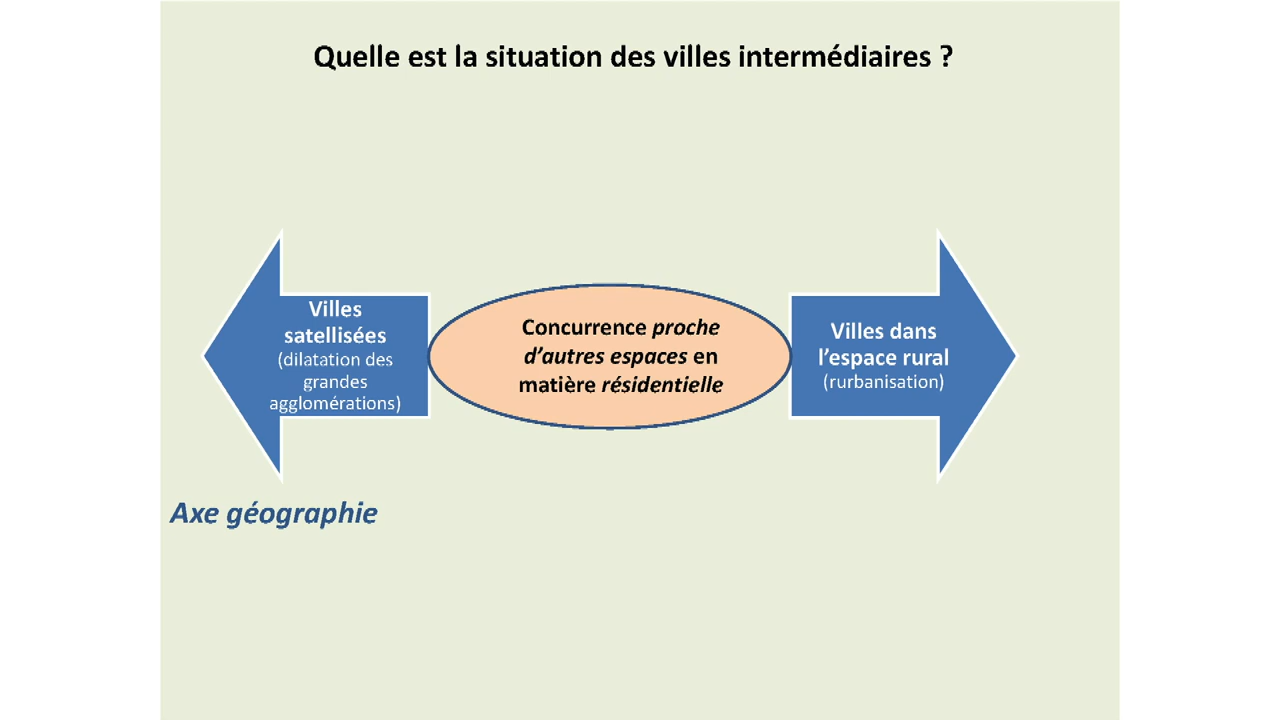 Quelle est la situation des villes intermédiaires ?
Villes
satellisées
(dilatation des
grandes
agglomérations)
Concurrence proche
d'autres espaces en
matière résidentielle
Villes dans
l'espace rural
(rurbanisation)
Axe géographie